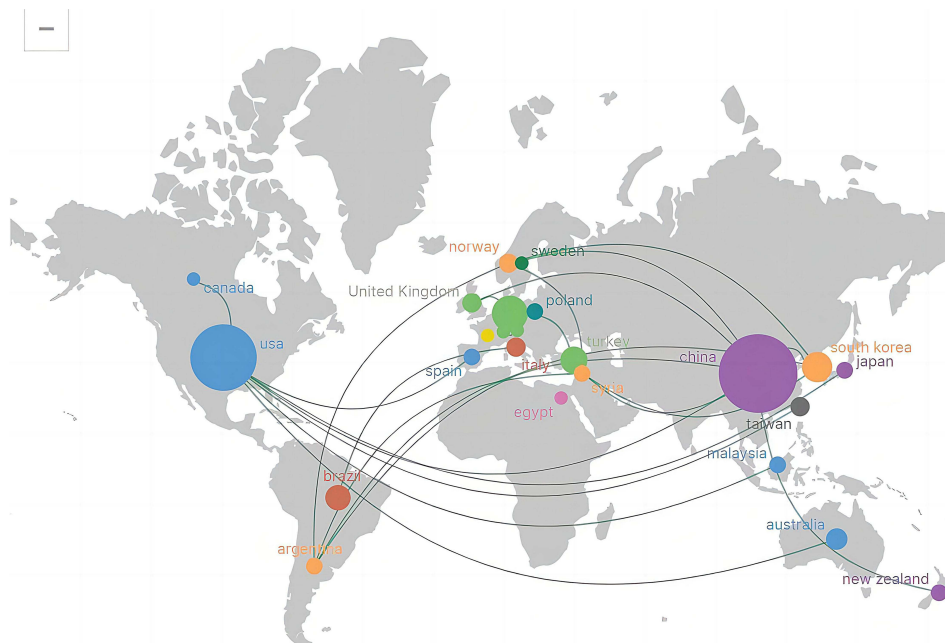 norway
sweden
canada
United Kingdom
poland
usa
turkey
china
south korea
spain
italy
japan
syria
egypt
taiwan
malaysia
brazil
australia
argentina
new zealand